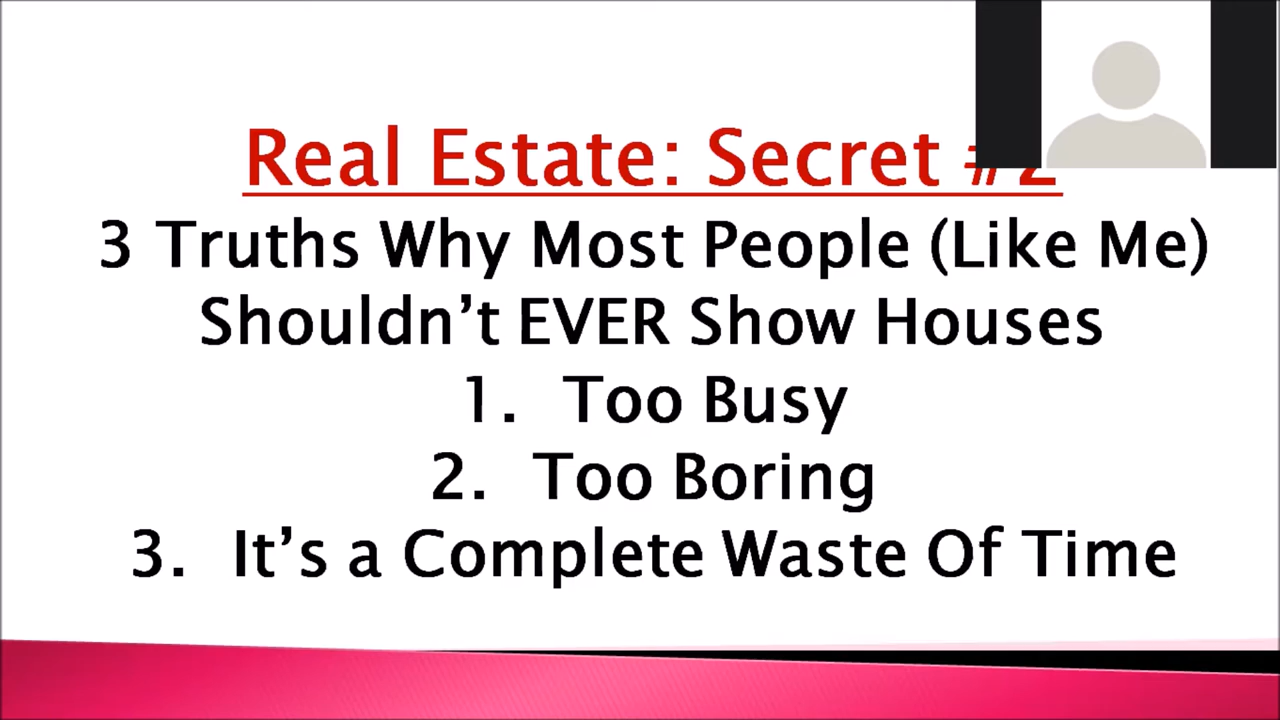 Real Estate: Secret #2
3 Truths Why Most People (Like Me)
Shouldn’t EVER Show Houses
1. Too Busy
2. Too Boring
3. It’s a Complete Waste Of Time